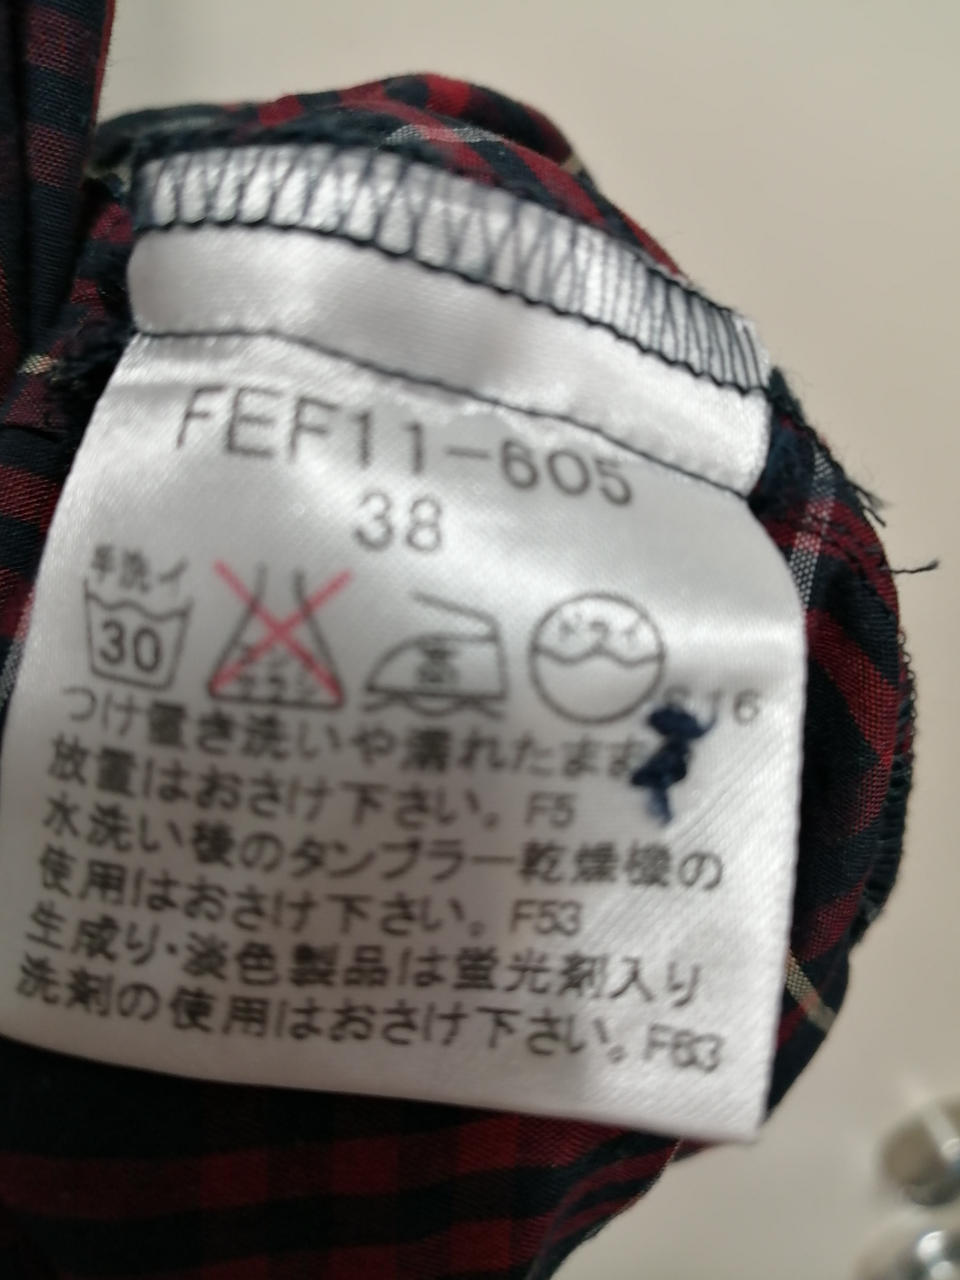 FEF11-605
38
手洗イ
30
ドライ
616
つけ置き洗いや濡れたまま
放置はおさけ下さい。F5
水洗い後のタンブラー乾燥機の
使用はおさけ下さい。F53
生成り・淡色製品は蛍光剤入り
洗剤の使用はおさけ下さい。F63